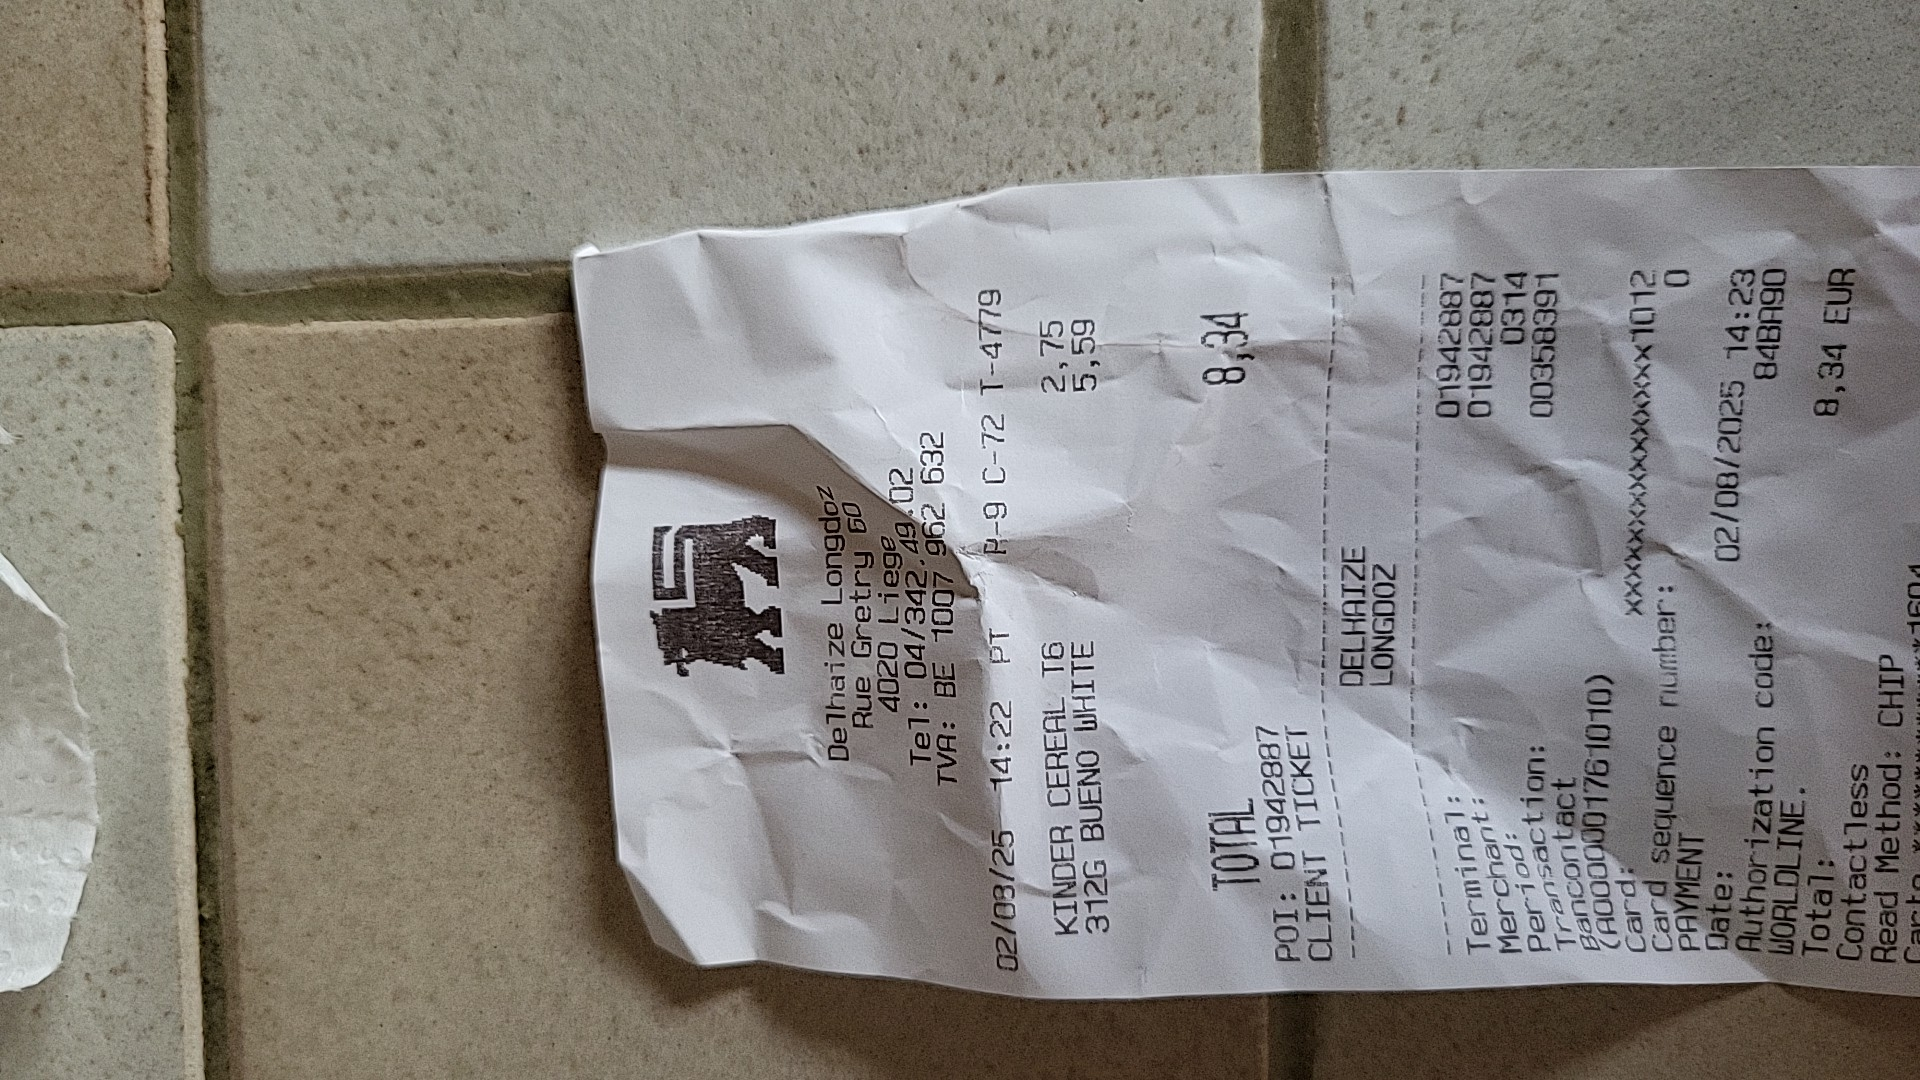 Delhaize Longdoz
Rue Gretry 60
4020 Liege
Tel: 04/342.49.02
TVA: BE 1007 962 632
02/08/25 14:22 PT R-9 C-72 T-4779
KINDER CEREAL T6 2,75
312G BUENO WHITE 5,59
TOTAL 8,34
POI: 01942887
CLIENT TICKET
DELHAIZE
LONGDOZ
Terminal: 01942887
Merchant: 01942887
Period: 0314
Transaction: 00358391
Bancontact
(A0000001761010)
Card: xxxxxxxxxxxxxxx1012
Card sequence number: 0
PAYMENT
Date: 02/08/2025 14:23
Authorization code: 84BA90
WORLDLINE.
Total: 8,34 EUR
Contactless
Read Method: CHIP